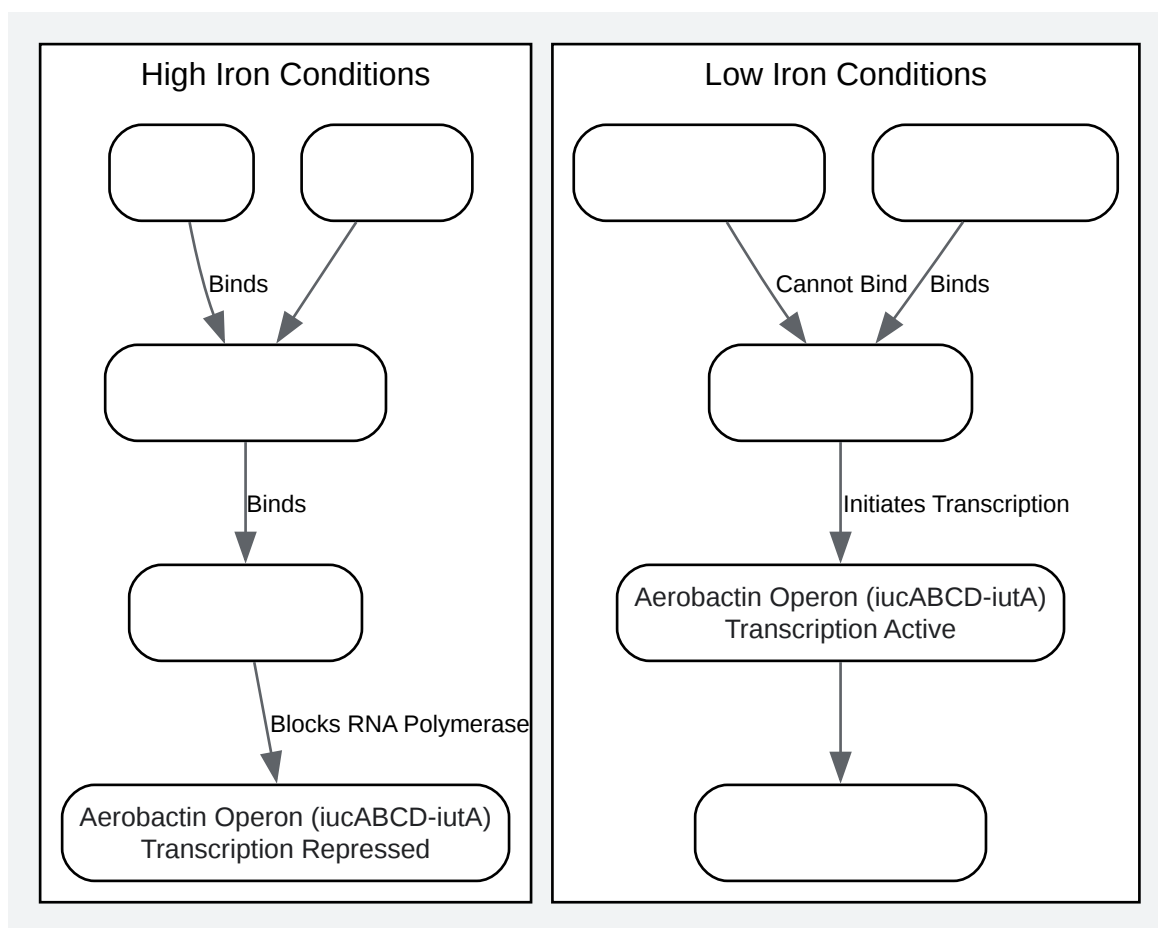 High Iron Conditions
Binds
Binds
Blocks RNA Polymerase
Aerobactin Operon (iucABCD-iutA)
Transcription Repressed
Low Iron Conditions
Cannot Bind
Binds
Initiates Transcription
Aerobactin Operon (iucABCD-iutA)
Transcription Active